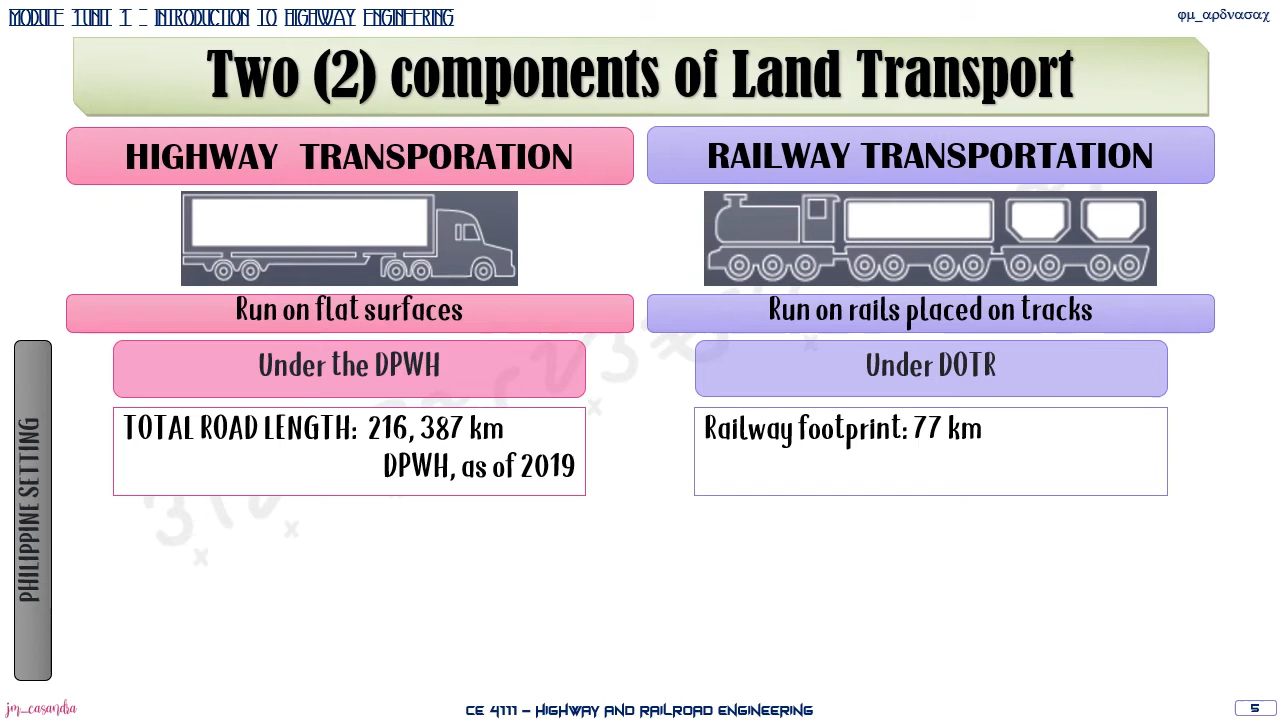 MODULE 1UNIT 1 - INTRODUCTION TO HIGHWAY ENGINEERING
φμ_αρδνασαχ
Two (2) components of Land Transport
HIGHWAY TRANSPORATION
RAILWAY TRANSPORTATION
Run on flat surfaces
Run on rails placed on tracks
PHILIPPINE SETTING
Under the DPWH
Under DOTR
TOTAL ROAD LENGTH: 216, 387 km
DPWH, as of 2019
Railway footprint: 77 km
jm_casandra
CE 4111 – HIGHWAY AND RAILROAD ENGINEERING
5